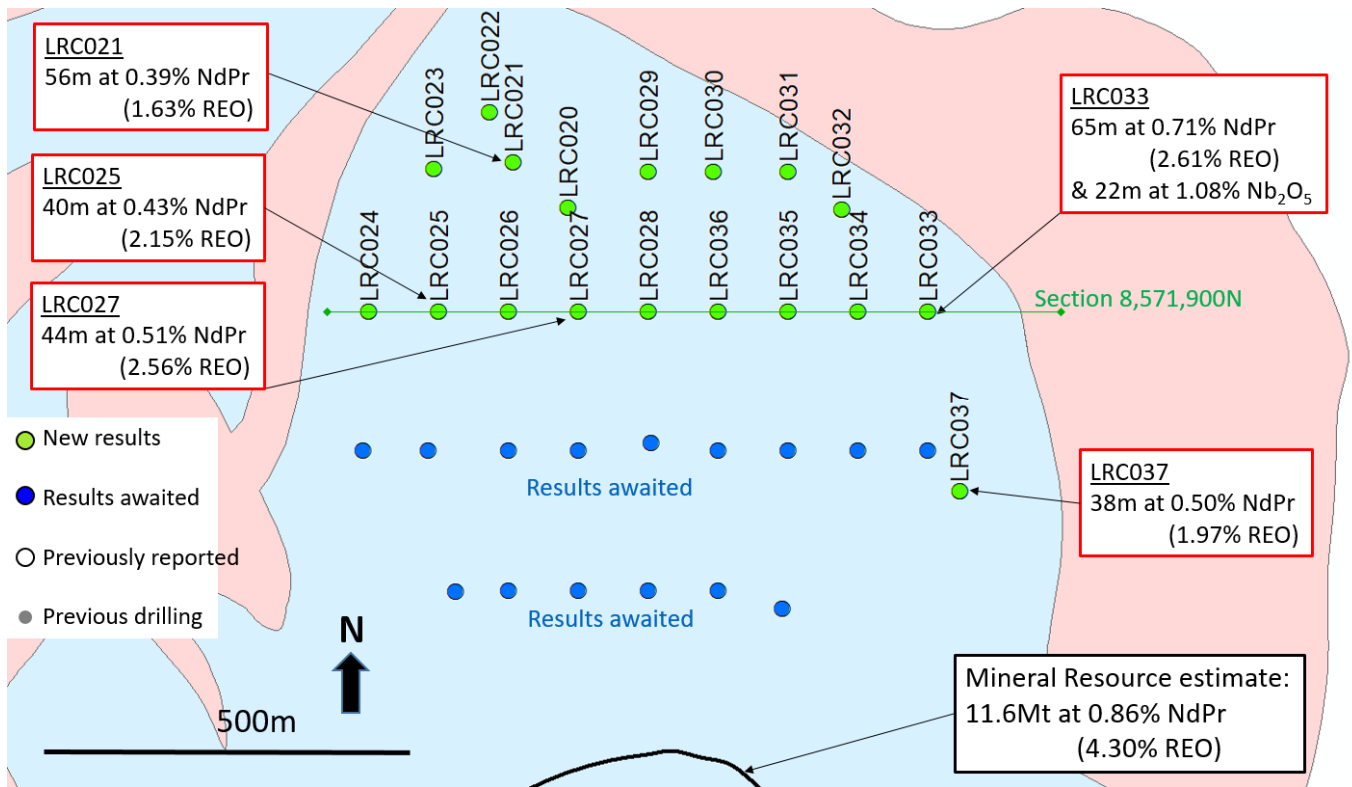 LRC021
56m at 0.39% NdPr
(1.63% REO)
LRC025
40m at 0.43% NdPr
(2.15% REO)
LRC027
44m at 0.51% NdPr
(2.56% REO)
LRC033
65m at 0.71% NdPr
(2.61% REO)
& 22m at 1.08% Nb₂O₅
LRC023
LRC022
LRC021
LRC020
LRC029
LRC030
LRC031
LRC032
LRC024
LRC025
LRC026
LRC027
LRC028
LRC036
LRC035
LRC034
LRC033
Section 8,571,900N
LRC037
LRC037
38m at 0.50% NdPr
(1.97% REO)
New results
Results awaited
Previously reported
Previous drilling
Results awaited
Results awaited
N
500m
Mineral Resource estimate:
11.6Mt at 0.86% NdPr
(4.30% REO)